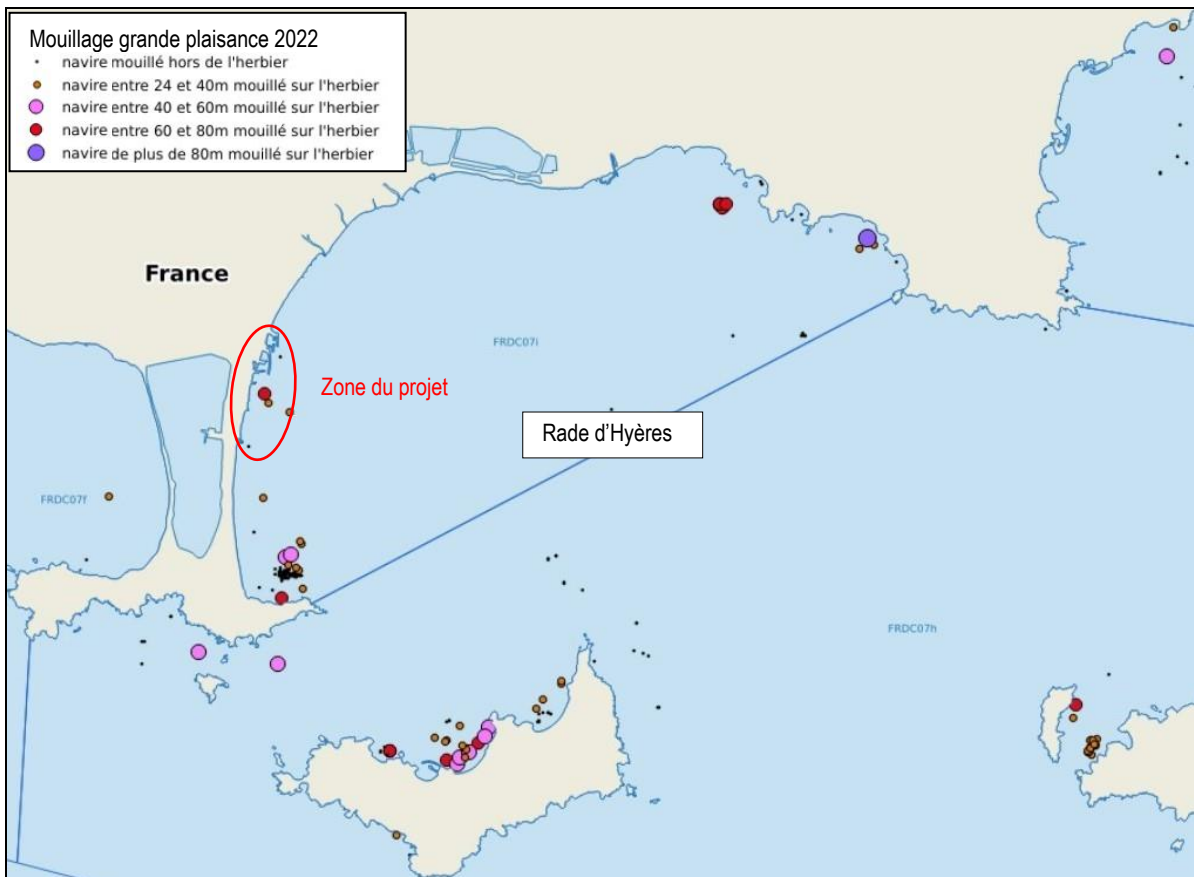 Mouillage grande plaisance 2022
navire mouillé hors de l'herbier
navire entre 24 et 40m mouillé sur l'herbier
navire entre 40 et 60m mouillé sur l'herbier
navire entre 60 et 80m mouillé sur l'herbier
navire de plus de 80m mouillé sur l'herbier
France
FRDC07i
Zone du projet
Rade d'Hyères
FRDC07f
FRDC07h